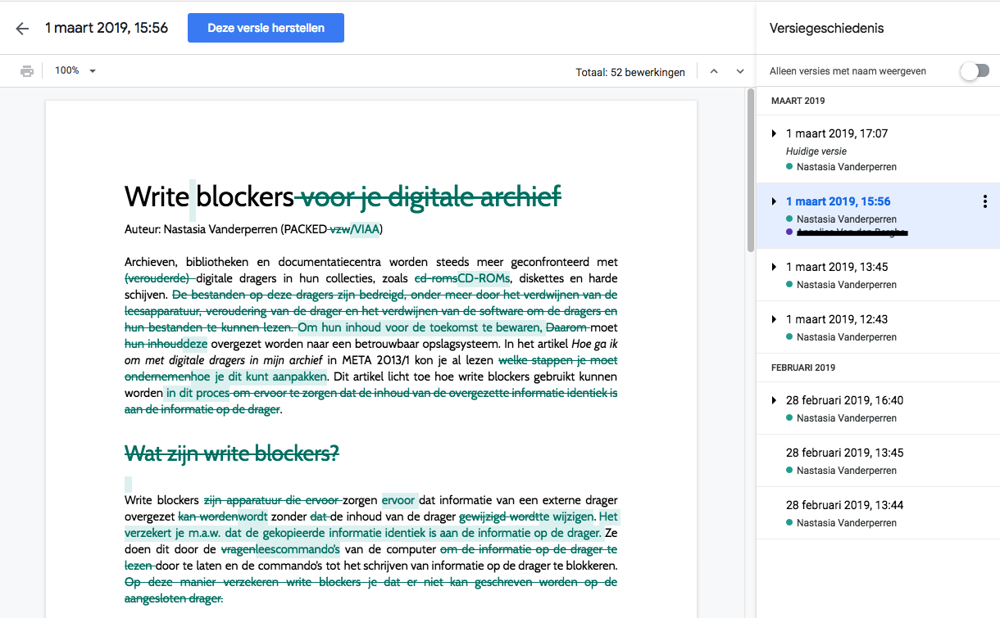 1 maart 2019, 15:56
Deze versie herstellen
100%
Totaal: 52 bewerkingen
Write blockers voor je digitale archief
Auteur: Nastasia Vanderperren (PACKED vzw/VIAA)
Archieven, bibliotheken en documentatiecentra worden steeds meer geconfronteerd met
(verouderde) digitale dragers in hun collecties, zoals cd-romsCD-ROMs, diskettes en harde
schijven. De bestanden op deze dragers zijn bedreigd, onder meer door het verdwijnen van de
leesapparatuur, veroudering van de drager en het verdwijnen van de software om de dragers en
hun bestanden te kunnen lezen. Om hun inhoud voor de toekomst te bewaren, Daarom moet
hun inhouddeze overgezet worden naar een betrouwbaar opslagsysteem. In het artikel Hoe ga ik
om met digitale dragers in mijn archief in META 2013/1 kon je al lezen welke stappen je moet
ondernemenhoe je dit kunt aanpakken. Dit artikel licht toe hoe write blockers gebruikt kunnen
worden in dit proces om ervoor te zorgen dat de inhoud van de overgezette informatie identiek is
aan de informatie op de drager.
Wat zijn write blockers?
Write blockers zijn apparatuur die ervoor zorgen ervoor dat informatie van een externe drager
overgezet kan wordenwordt zonder dat de inhoud van de drager gewijzigd wordtte wijzigen. Het
verzekert je m.a.w. dat de gekopieerde informatie identiek is aan de informatie op de drager. Ze
doen dit door de vragenleescommando's van de computer om de informatie op de drager te
lezen door te laten en de commando's tot het schrijven van informatie op de drager te blokkeren.
Op deze manier verzekeren write blockers je dat er niet kan geschreven worden op de
aangesloten drager.
Versiegeschiedenis
Alleen versies met naam weergeven
MAART 2019
1 maart 2019, 17:07
Huidige versie
Nastasia Vanderperren
1 maart 2019, 15:56
Nastasia Vanderperren
1 maart 2019, 13:45
Nastasia Vanderperren
1 maart 2019, 12:43
Nastasia Vanderperren
FEBRUARI 2019
28 februari 2019, 16:40
Nastasia Vanderperren
28 februari 2019, 13:45
Nastasia Vanderperren
28 februari 2019, 13:44
Nastasia Vanderperren